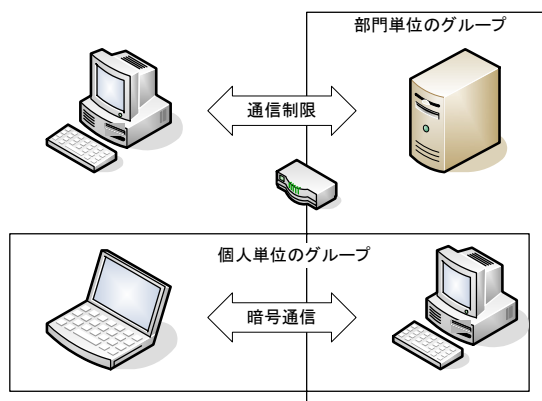 部門単位のグループ
通信制限
個人単位のグループ
暗号通信